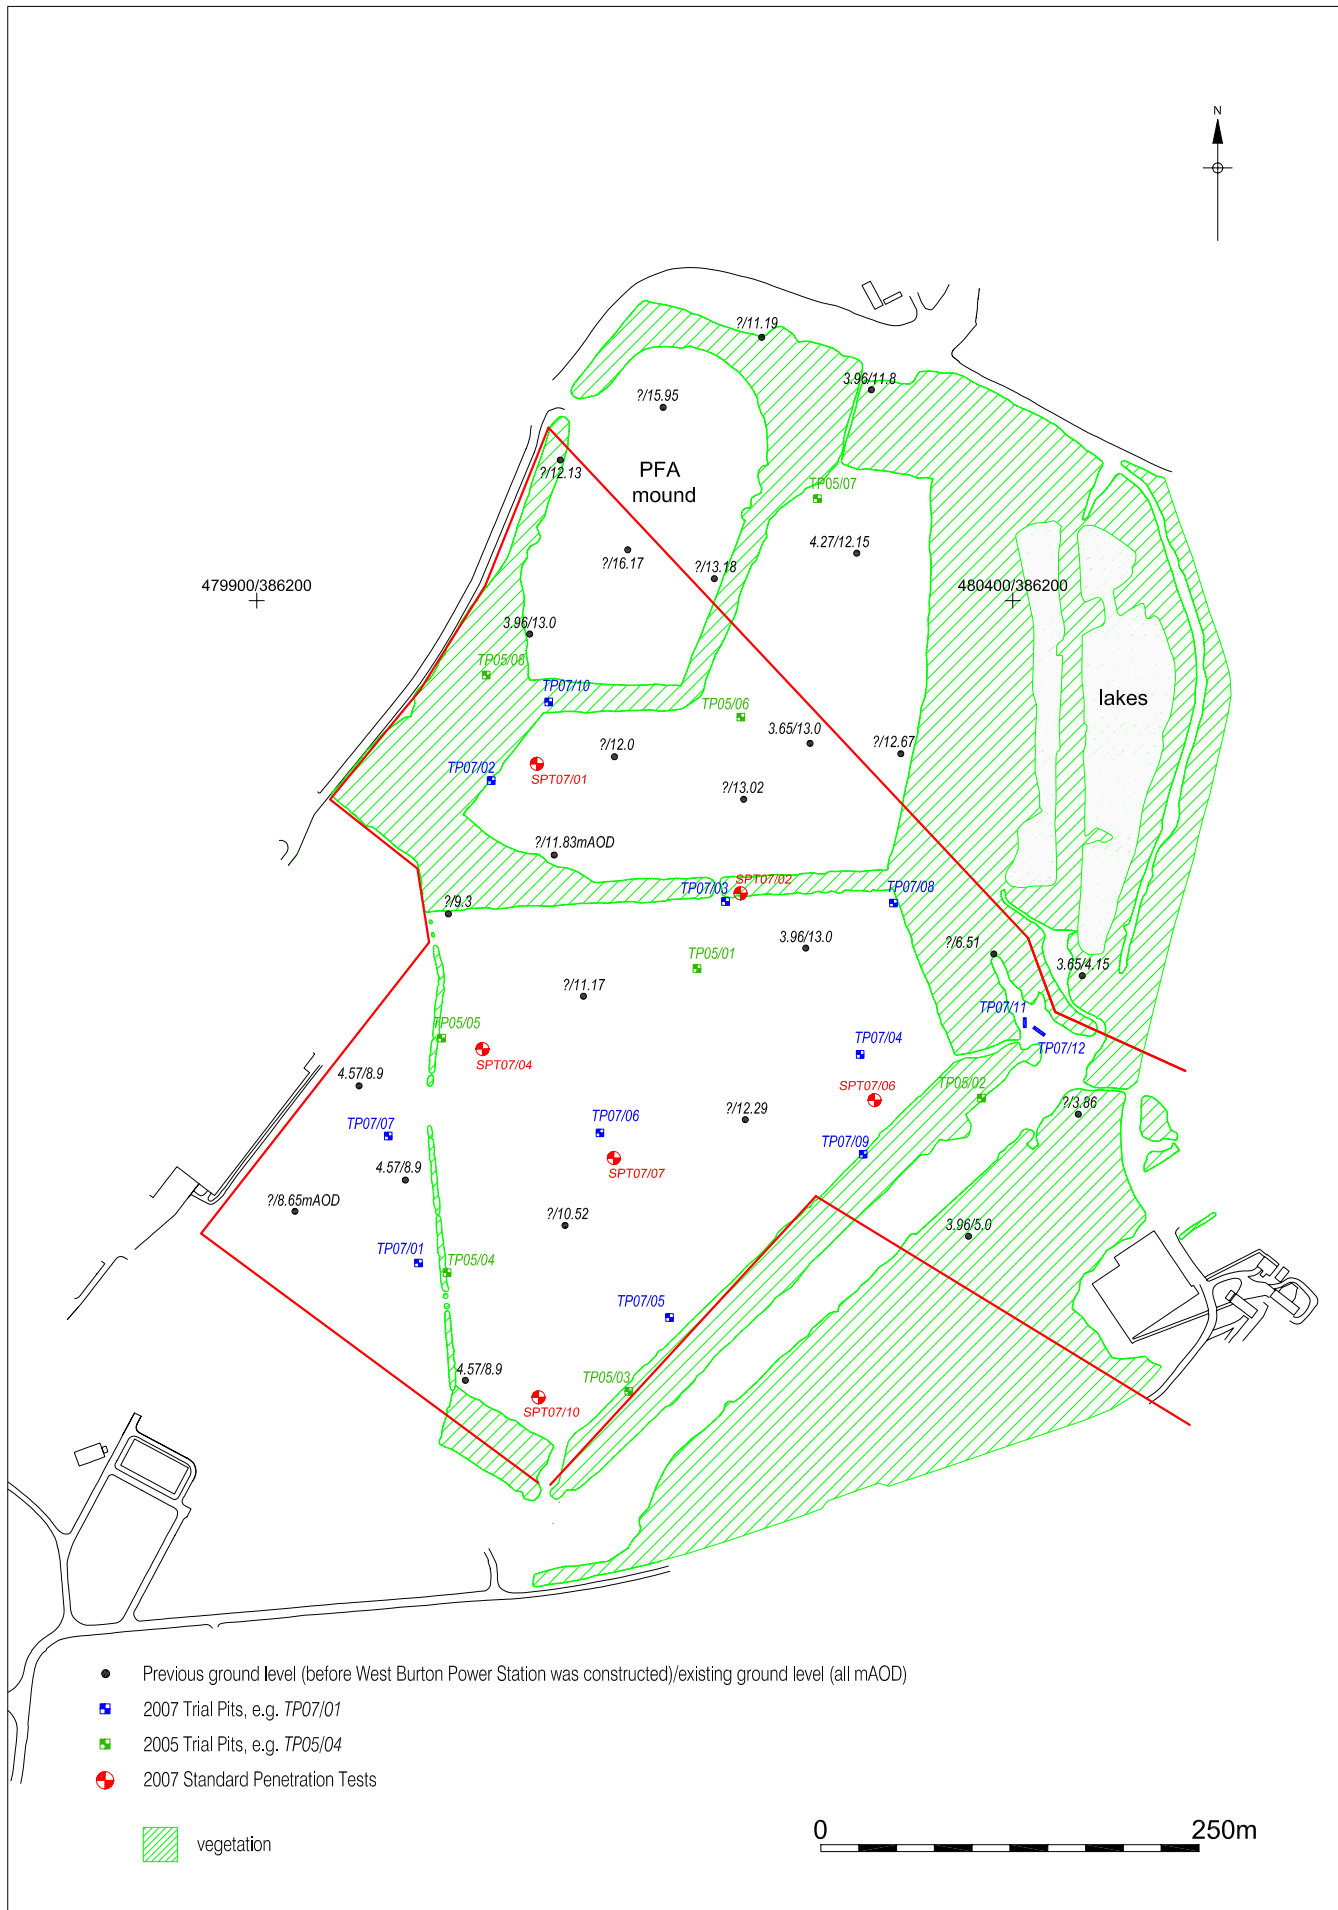 N
?/11.19
3.96/11.8
?/15.95
?/12.13
PFA
mound
TP05/07
4.27/12.15
?/16.17
?/13.18
479900/386200
480400/386200
3.96/13.0
TP05/08
TP07/10
lakes
TP05/06
3.65/13.0
?/12.0
?/12.67
TP07/02
SPT07/01
?/13.02
?/11.83mAOD
SPT07/02
TP07/03
TP07/08
?/9.3
3.96/13.0
?/6.51
TP05/01
3.65/4.15
?/11.17
TP07/11
TP05/05
TP07/04
TP07/12
SPT07/04
4.57/8.9
SPT07/06
TP05/02
?/3.86
TP07/07
TP07/06
?/12.29
TP07/09
4.57/8.9
SPT07/07
?/8.65mAOD
?/10.52
3.96/5.0
TP07/01
TP05/04
TP07/05
4.57/8.9
TP05/03
SPT07/10
Previous ground level (before West Burton Power Station was constructed)/existing ground level (all mAOD)
2007 Trial Pits, e.g. TP07/01
2005 Trial Pits, e.g. TP05/04
2007 Standard Penetration Tests
vegetation
0 250m